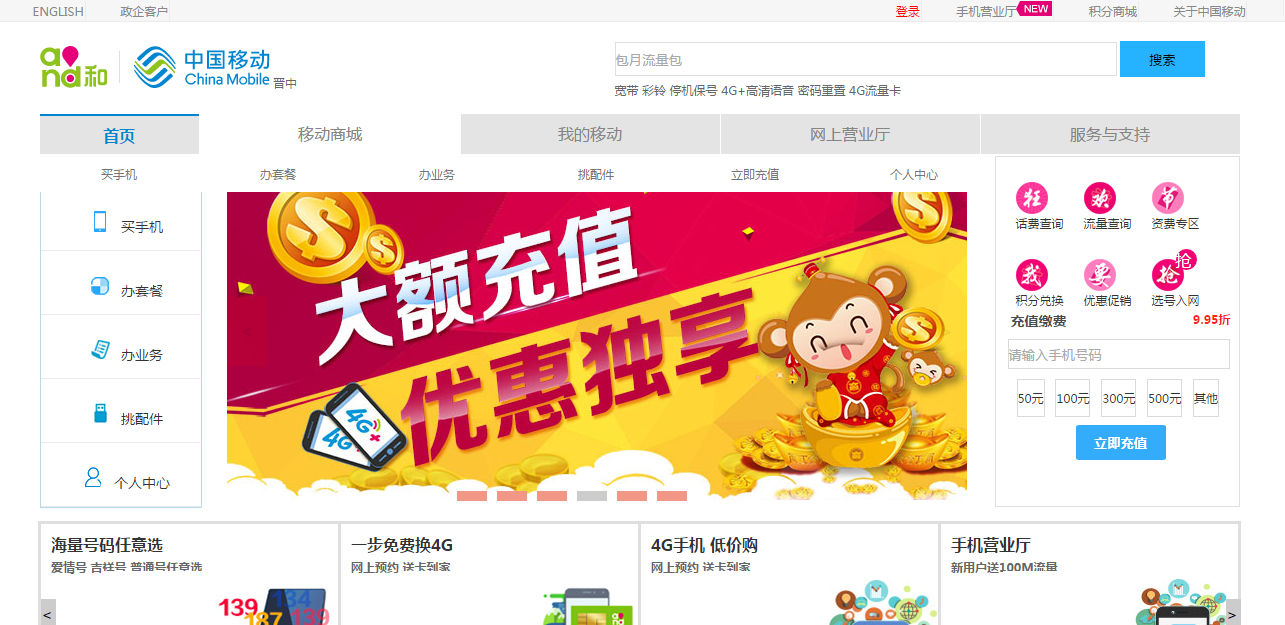 ENGLISH 政企客户 登录 手机营业厅 NEW 积分商城 关于中国移动
and和 中国移动 China Mobile 晋中
包月流量包 搜索
宽带 彩铃 停机保号 4G+高清语音 密码重置 4G流量卡
首页 移动商城 我的移动 网上营业厅 服务与支持
买手机 办套餐 办业务 挑配件 立即充值 个人中心
买手机
办套餐
办业务
挑配件
个人中心
大额充值
优惠独享
4G+
4G
狂 欢 节
话费查询 流量查询 资费专区
我 要 抢 抢
积分兑换 优惠促销 选号入网
充值缴费 9.95折
请输入手机号码
50元 100元 300元 500元 其他
立即充值
海量号码任意选
爱情号 吉祥号 普通号任意选
139 134
187 139
一步免费换4G
网上预约 送卡到家
4G手机 低价购
网上预约 送卡到家
手机营业厅
新用户送100M流量
< >